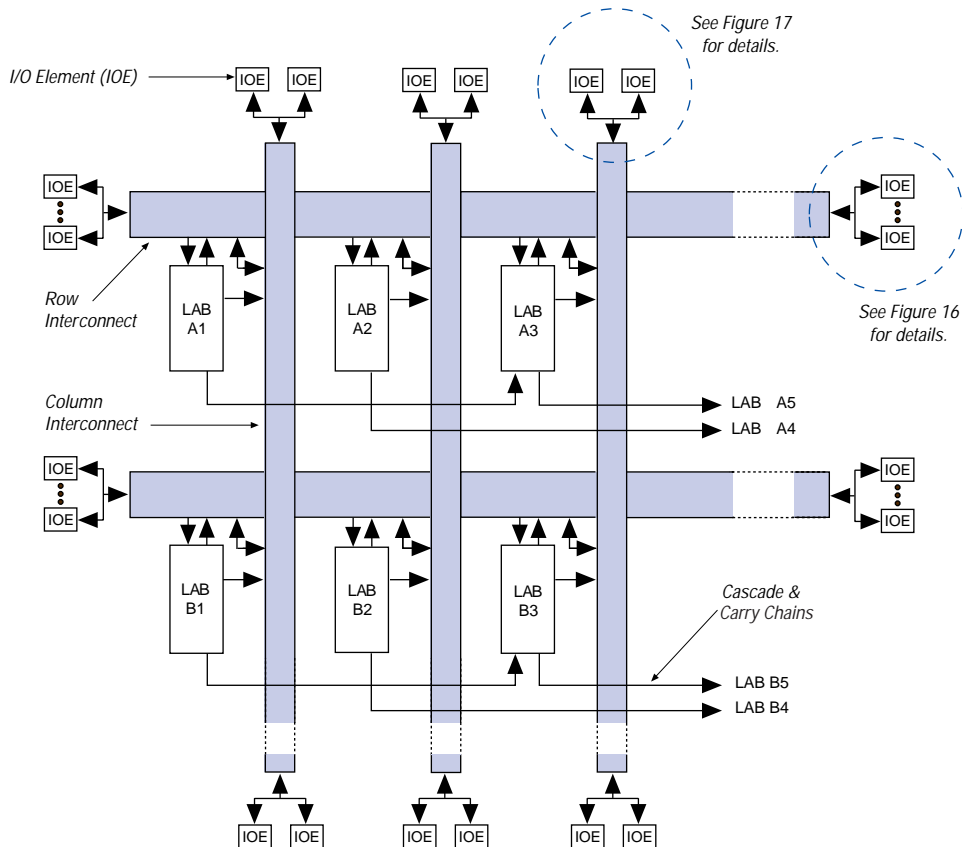 See Figure 17
for details.
I/O Element (IOE)
IOE IOE IOE IOE IOE IOE
IOE IOE
IOE IOE
Row
Interconnect
LAB
A1
LAB
A2
LAB
A3
See Figure 16
for details.
Column
Interconnect
LAB A5
LAB A4
IOE IOE
IOE IOE
LAB
B1
LAB
B2
LAB
B3
Cascade &
Carry Chains
LAB B5
LAB B4
IOE IOE IOE IOE IOE IOE